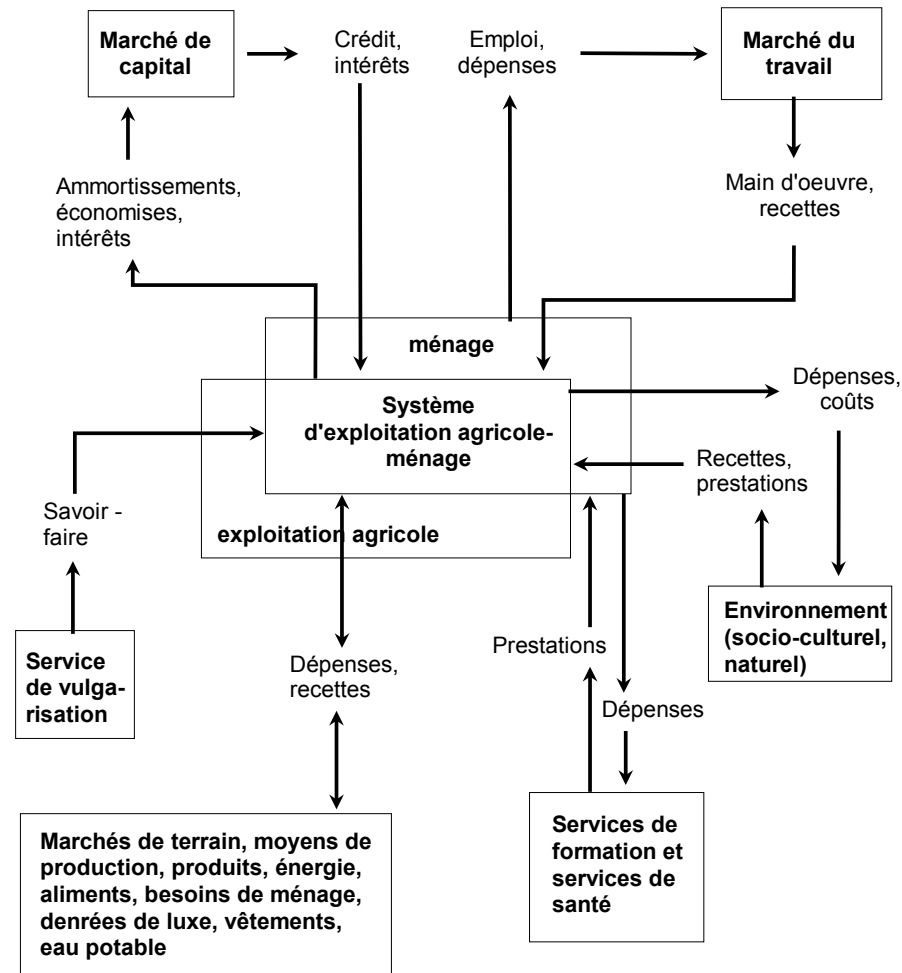 Marché de
capital
Crédit,
intérêts
Emploi,
dépenses
Marché du
travail
Ammortissements,
économises,
intérêts
Main d'oeuvre,
recettes
ménage
Système
d'exploitation agricole-
ménage
exploitation agricole
Dépenses,
coûts
Recettes,
prestations
Savoir -
faire
Service
de vulga-
risation
Dépenses,
recettes
Prestations
Dépenses
Environnement
(socio-culturel,
naturel)
Marchés de terrain, moyens de
production, produits, énergie,
aliments, besoins de ménage,
denrées de luxe, vêtements,
eau potable
Services de
formation et
services de
santé